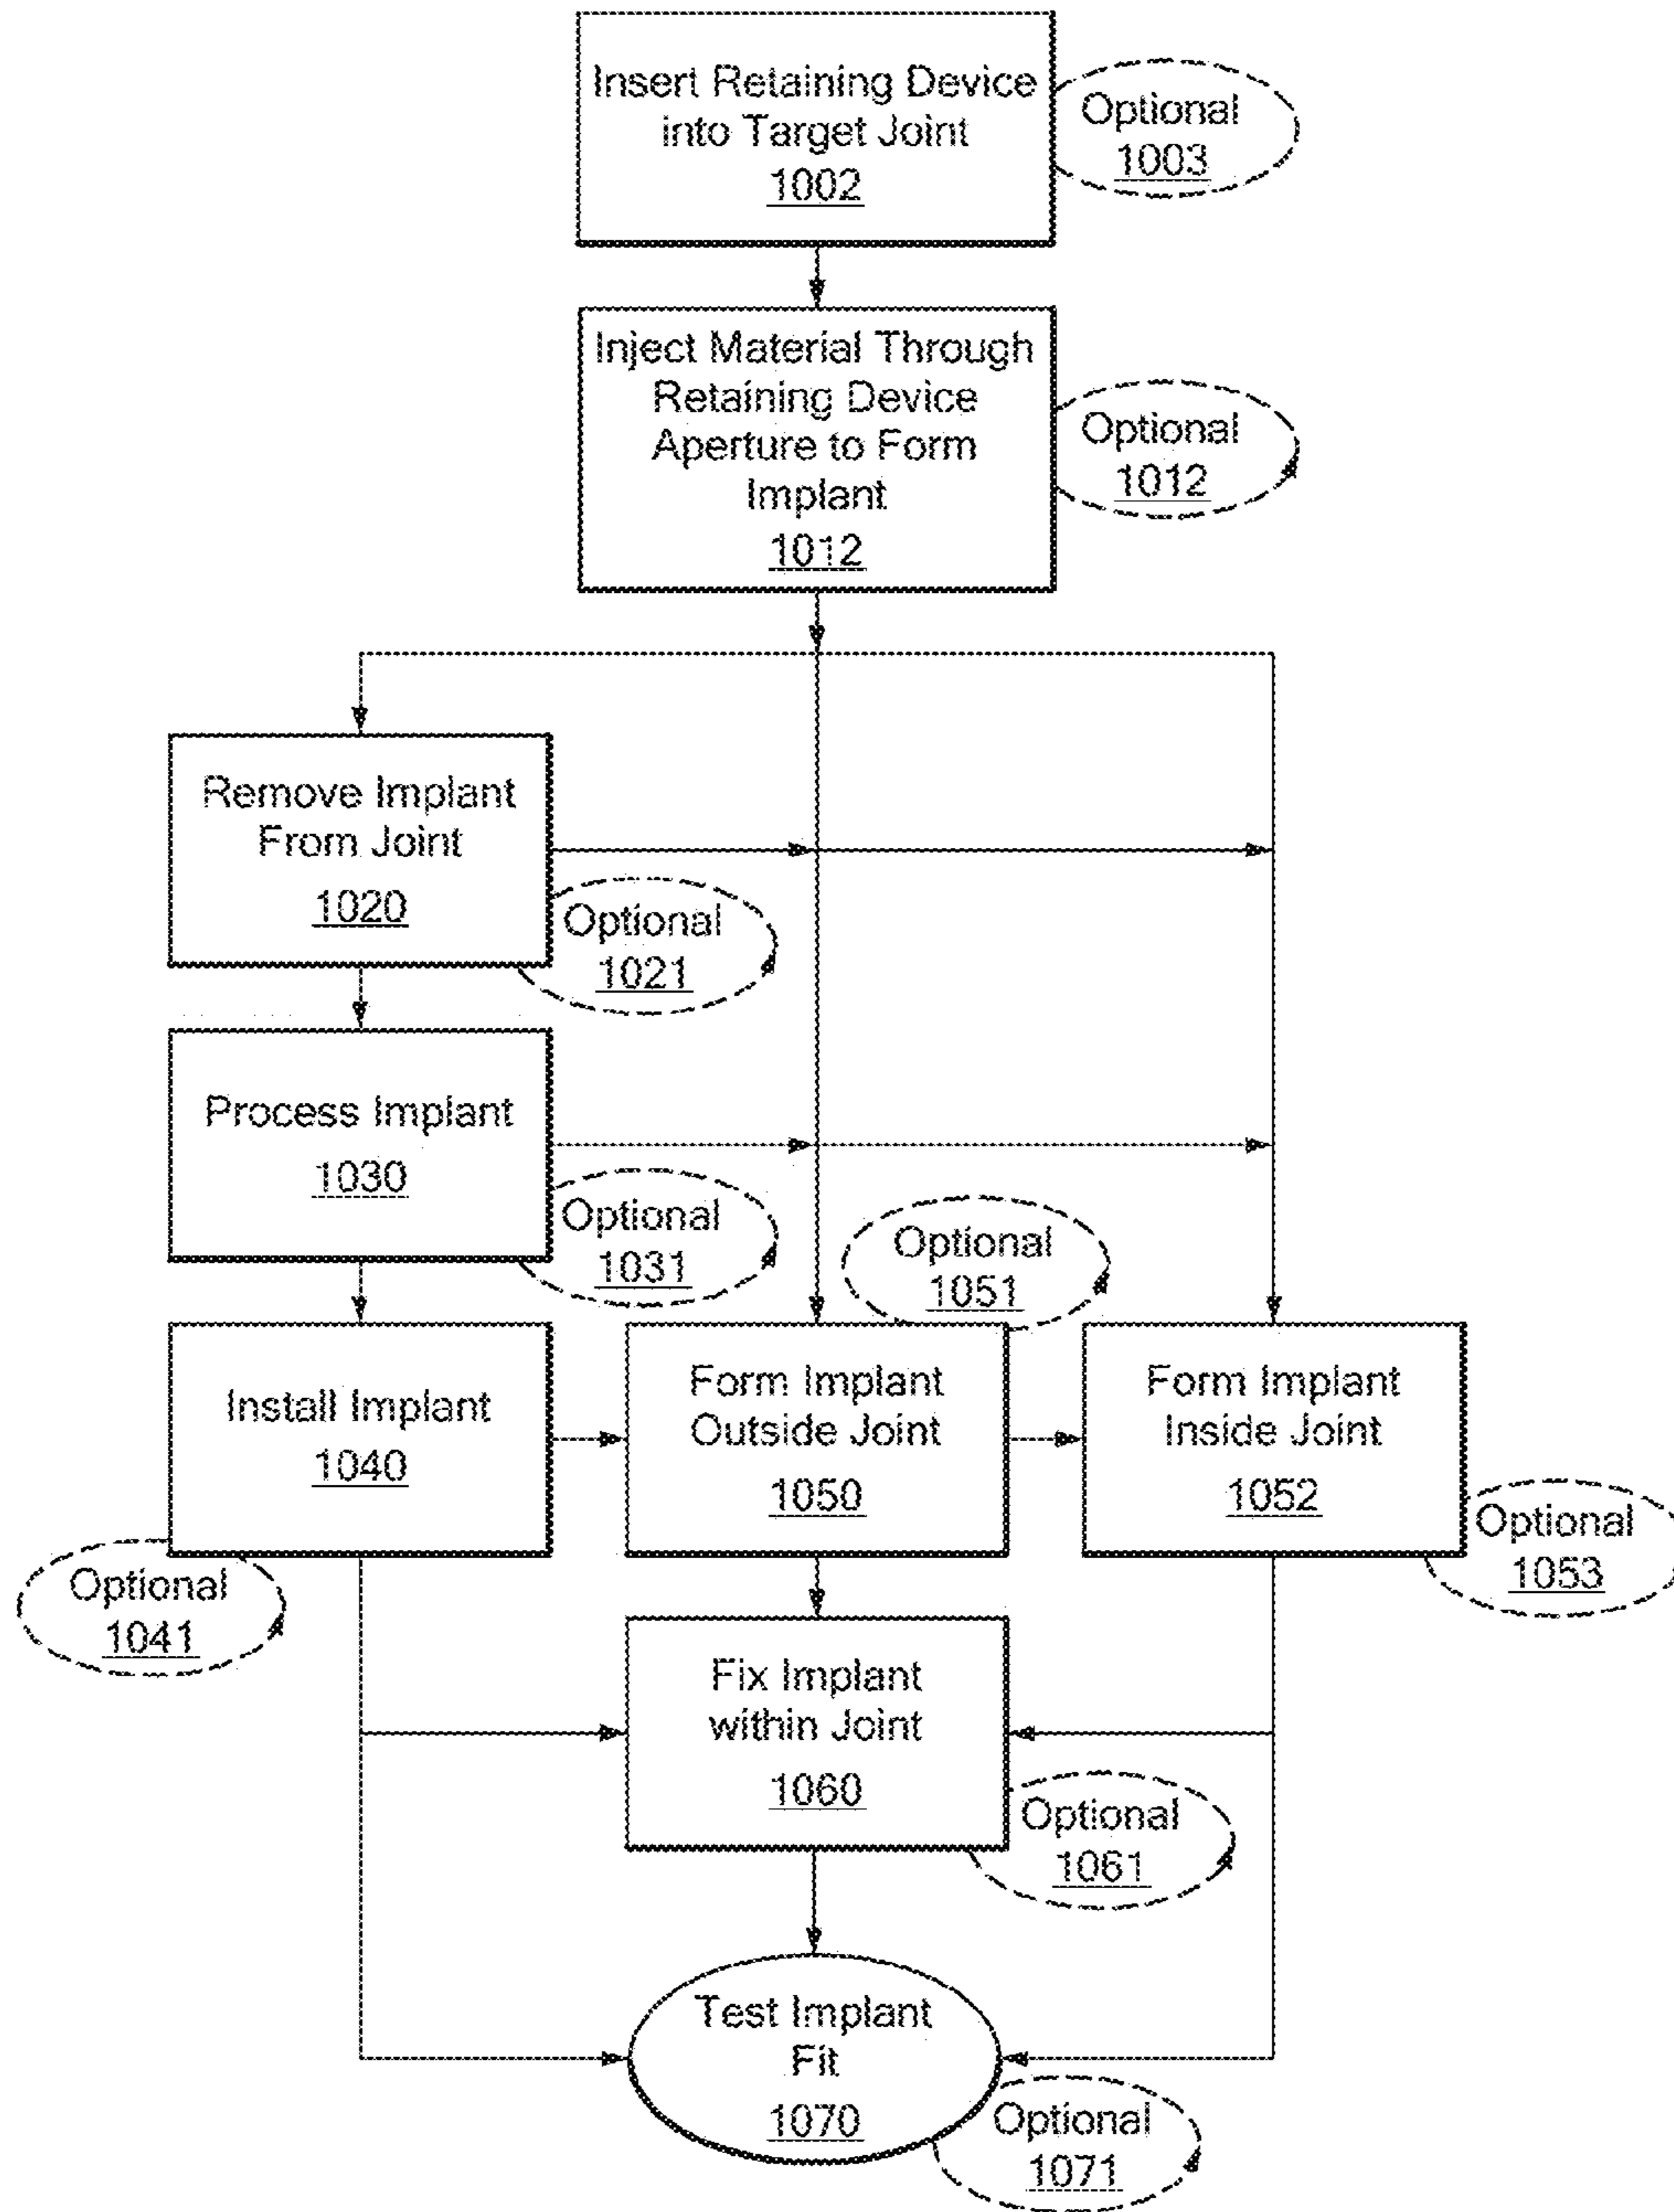 Insert Retaining Device
into Target Joint
1002
Optional
1003
Inject Material Through
Retaining Device
Aperture to Form
Implant
1012
Optional
1012
Remove Implant
From Joint
1020
Optional
1021
Process Implant
1030
Optional
1031
Optional
1051
Install Implant
1040
Form Implant
Outside Joint
1050
Form Implant
Inside Joint
1052
Optional
1041
Optional
1053
Fix Implant
within Joint
1060
Optional
1061
Test Implant
Fit
1070
Optional
1071